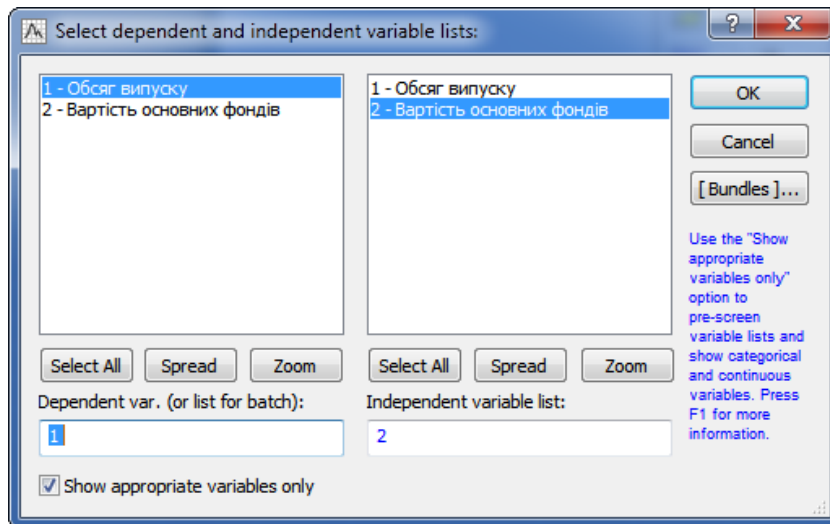 Select dependent and independent variable lists:
1 - Обсяг випуску
2 - Вартість основних фондів
1 - Обсяг випуску
2 - Вартість основних фондів
OK
Cancel
[ Bundles ]...
Use the "Show
appropriate
variables only"
option to
pre-screen
variable lists and
show categorical
and continuous
variables. Press
F1 for more
information.
Select All
Spread
Zoom
Select All
Spread
Zoom
Dependent var. (or list for batch):
Independent variable list:
1
2
Show appropriate variables only